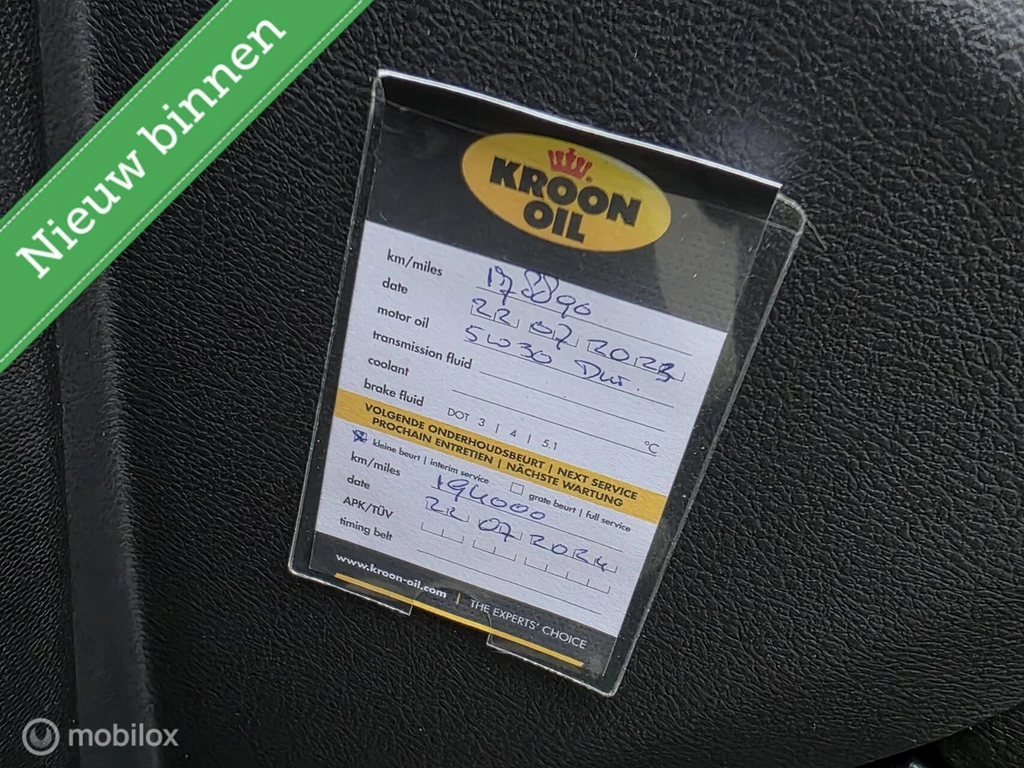 Nieuw binnen
KROON
OIL
km/miles 178890
date 22 07 2023
motor oil 5W30
transmission fluid
coolant °C
brake fluid DOT 3 | 4 | 5.1
VOLGENDE ONDERHOUDSBEURT | NEXT SERVICE
PROCHAIN ENTRETIEN | NÄCHSTE WARTUNG
kleine beurt | interim service grote beurt | full service
km/miles 194000
date 22 07 2024
APK/TÜV
timing belt
www.kroon-oil.com | THE EXPERTS' CHOICE
mobilox